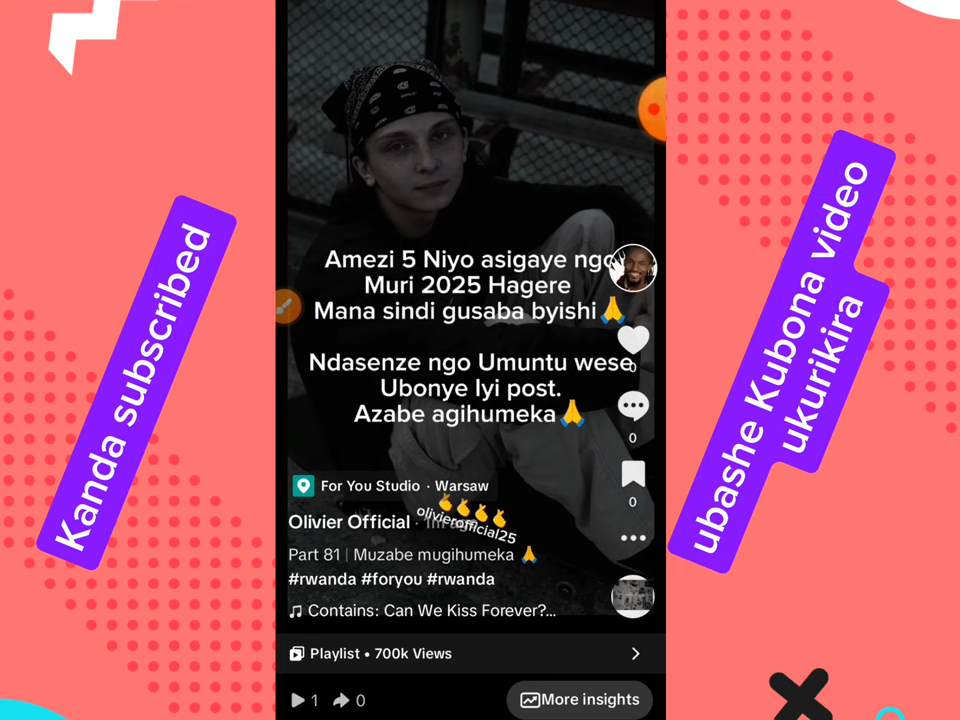 Kanda subscribed
Amezi 5 Niyo asigaye ngo
Muri 2025 Hagere
Mana sindi gusaba byishi🙏
Ndasenze ngo Umuntu wese
Ubonye Iyi post.
Azabe agihumeka🙏
0
0
0
For You Studio · Warsaw
Olivier Official ·
olivierofficial25
Part 81 | Muzabe mugihumeka 🙏
#rwanda #foryou #rwanda
Contains: Can We Kiss Forever?...
Playlist • 700k Views
1
0
More insights
ubashe Kubona video
ukurikira